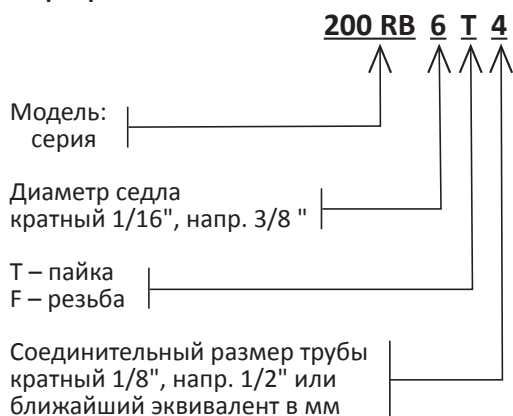 200 RB 6 T 4
Модель:
серия
Диаметр седла
кратный 1/16", напр. 3/8 "
T – пайка
F – резьба
Соединительный размер трубы
кратный 1/8", напр. 1/2" или
ближайший эквивалент в мм